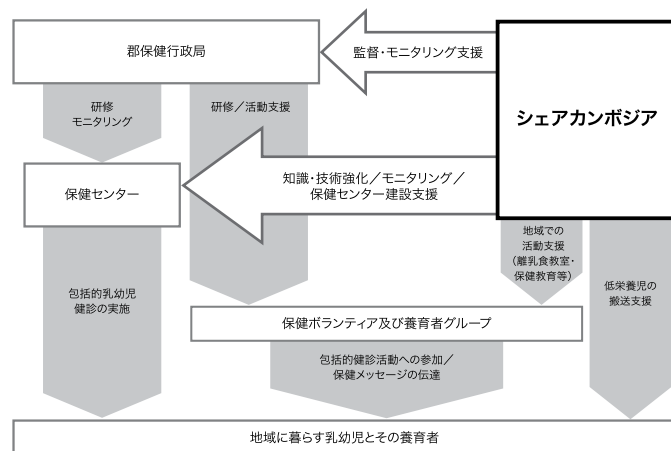 郡保健行政局
監督・モニタリング支援
シェアカンボジア
研修
モニタリング
研修／活動支援
保健センター
知識・技術強化／モニタリング／
保健センター建設支援
地域での
活動支援
（離乳食教室・
保健教育等）
低栄養児の
搬送支援
包括的乳幼児
健診の実施
保健ボランティア及び養育者グループ
包括的健診活動への参加／
保健メッセージの伝達
地域に暮らす乳幼児とその養育者